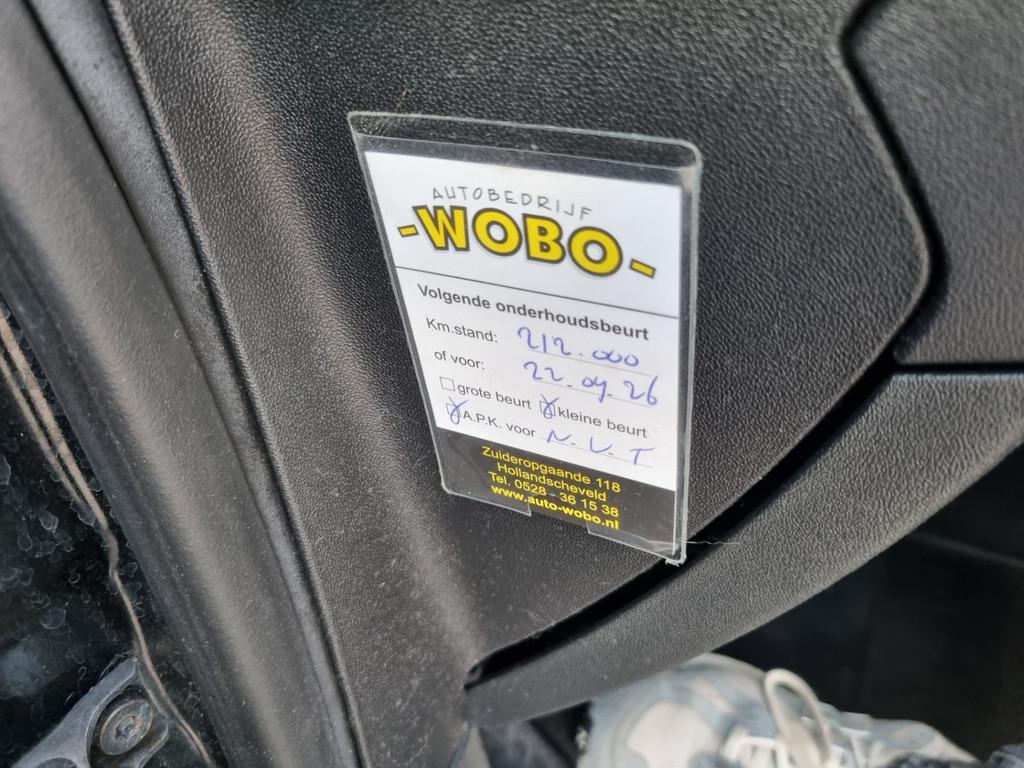 AUTOBEDRIJF
-WOBO-
Volgende onderhoudsbeurt
Km.stand: 212.000
of voor: 22.04.26
grote beurt kleine beurt
A.P.K. voor N.V.T
Zuideropgaande 118
Hollandscheveld
Tel. 0528 - 36 15 38
www.auto-wobo.nl